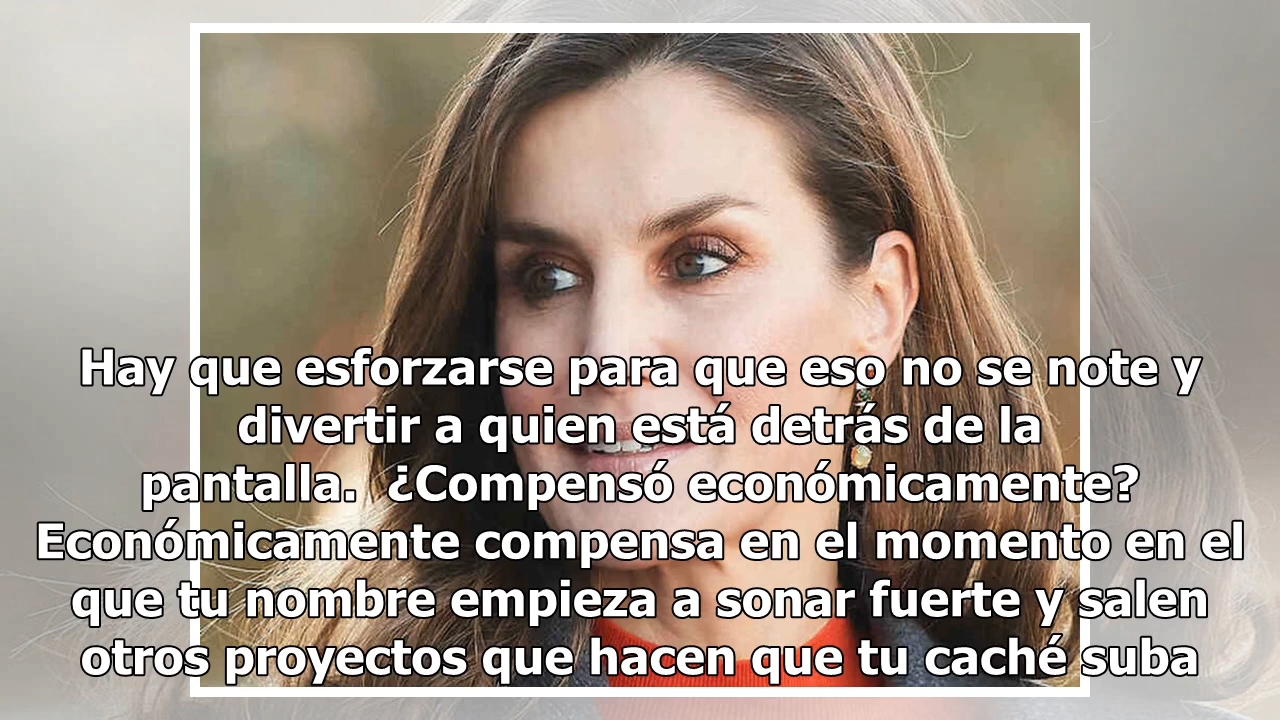 Hay que esforzarse para que eso no se note y
divertir a quien está detrás de la
pantalla.  ¿Compensó económicamente?
Económicamente compensa en el momento en el
que tu nombre empieza a sonar fuerte y salen
otros proyectos que hacen que tu caché suba